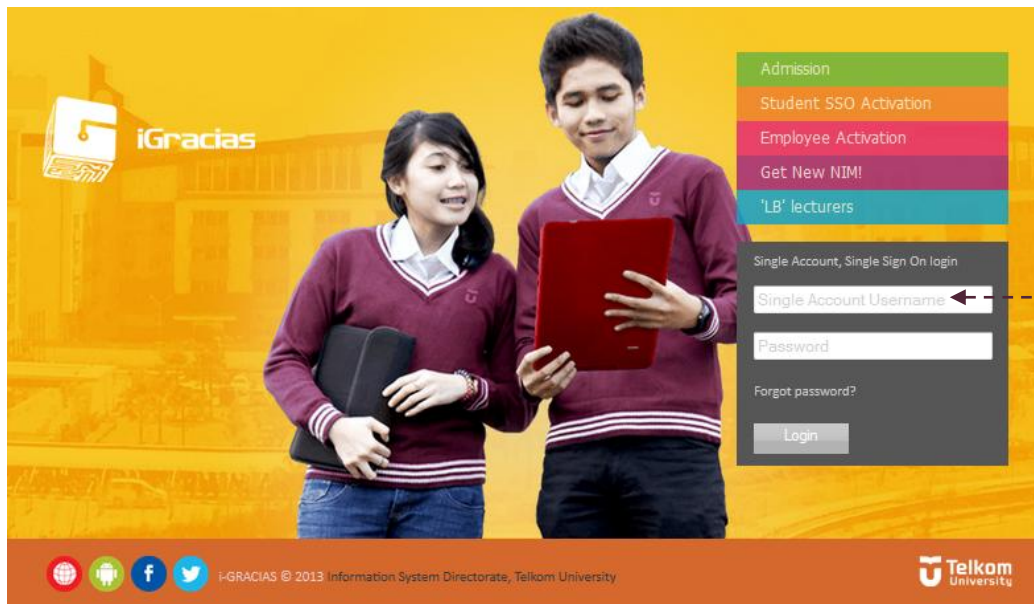 iGracias
Admission
Student SSO Activation
Employee Activation
Get New NIM!
'LB' lecturers
Single Account, Single Sign On login
Single Account Username
Password
Forgot password?
Login
i-GRACIAS © 2013 Information System Directorate, Telkom University
Telkom
University